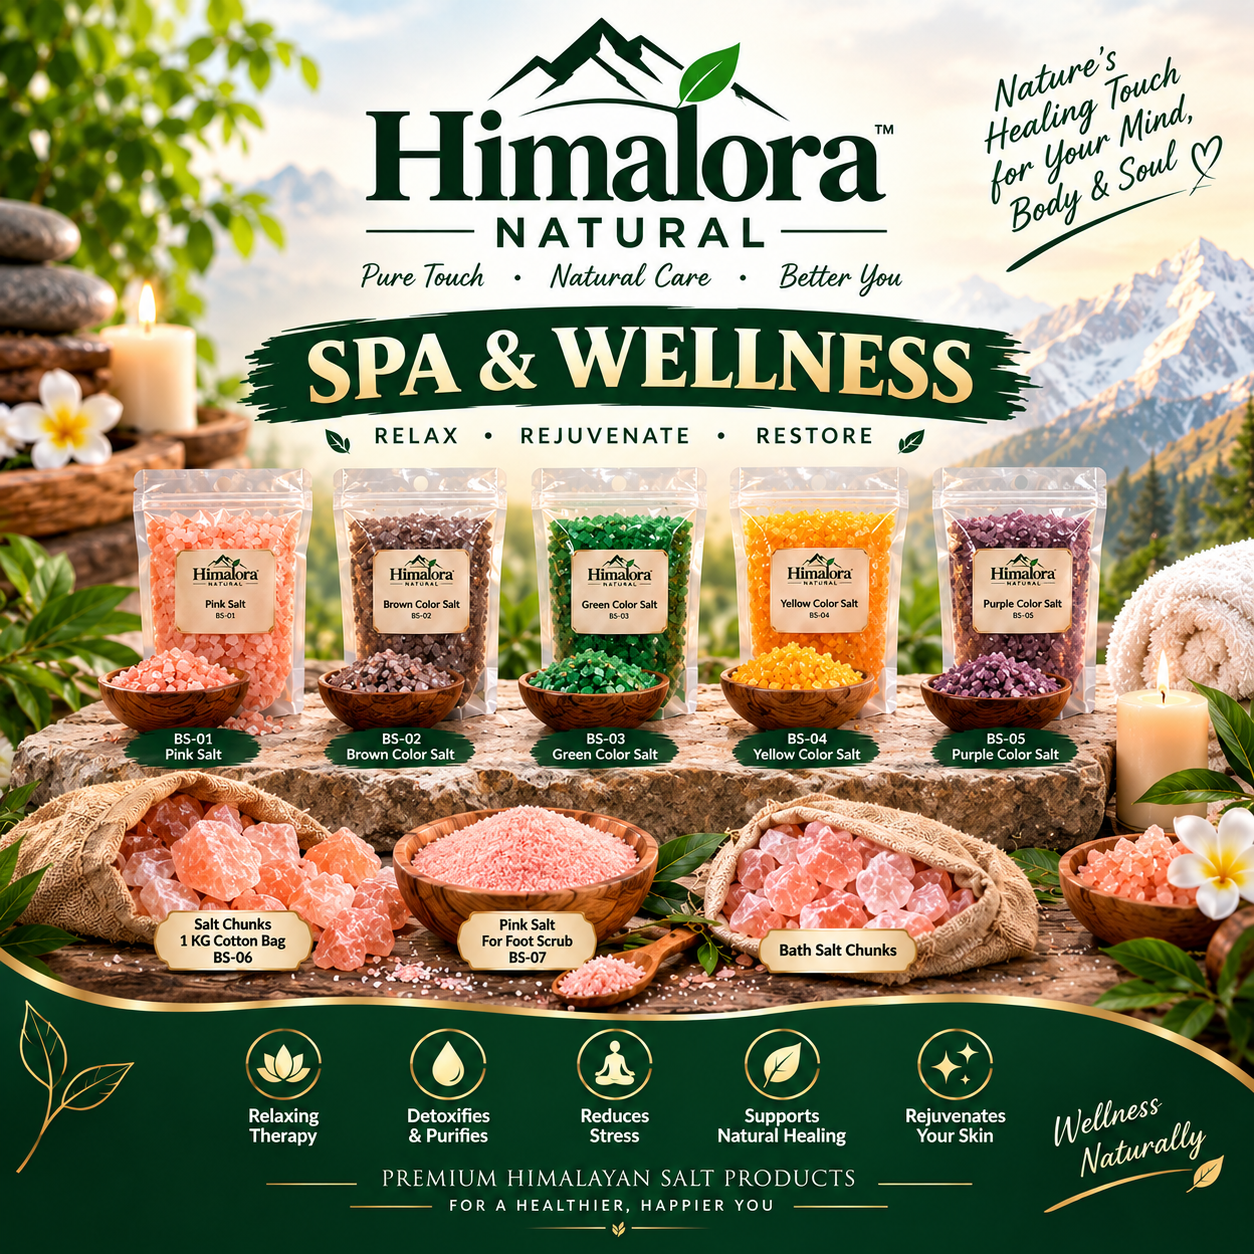 Himalora™
NATURAL
Pure Touch • Natural Care • Better You
Nature's
Healing Touch
for Your Mind,
Body & Soul
SPA & WELLNESS
RELAX • REJUVENATE • RESTORE
Himalora
NATURAL
Pink Salt
BS-01
Himalora
NATURAL
Brown Color Salt
BS-02
Himalora
NATURAL
Green Color Salt
BS-03
Himalora
NATURAL
Yellow Color Salt
BS-04
Himalora
NATURAL
Purple Color Salt
BS-05
BS-01
Pink Salt
BS-02
Brown Color Salt
BS-03
Green Color Salt
BS-04
Yellow Color Salt
BS-05
Purple Color Salt
Salt Chunks
1 KG Cotton Bag
BS-06
Pink Salt
For Foot Scrub
BS-07
Bath Salt Chunks
Relaxing
Therapy
Detoxifies
& Purifies
Reduces
Stress
Supports
Natural Healing
Rejuvenates
Your Skin
Wellness
Naturally
PREMIUM HIMALAYAN SALT PRODUCTS
FOR A HEALTHIER, HAPPIER YOU